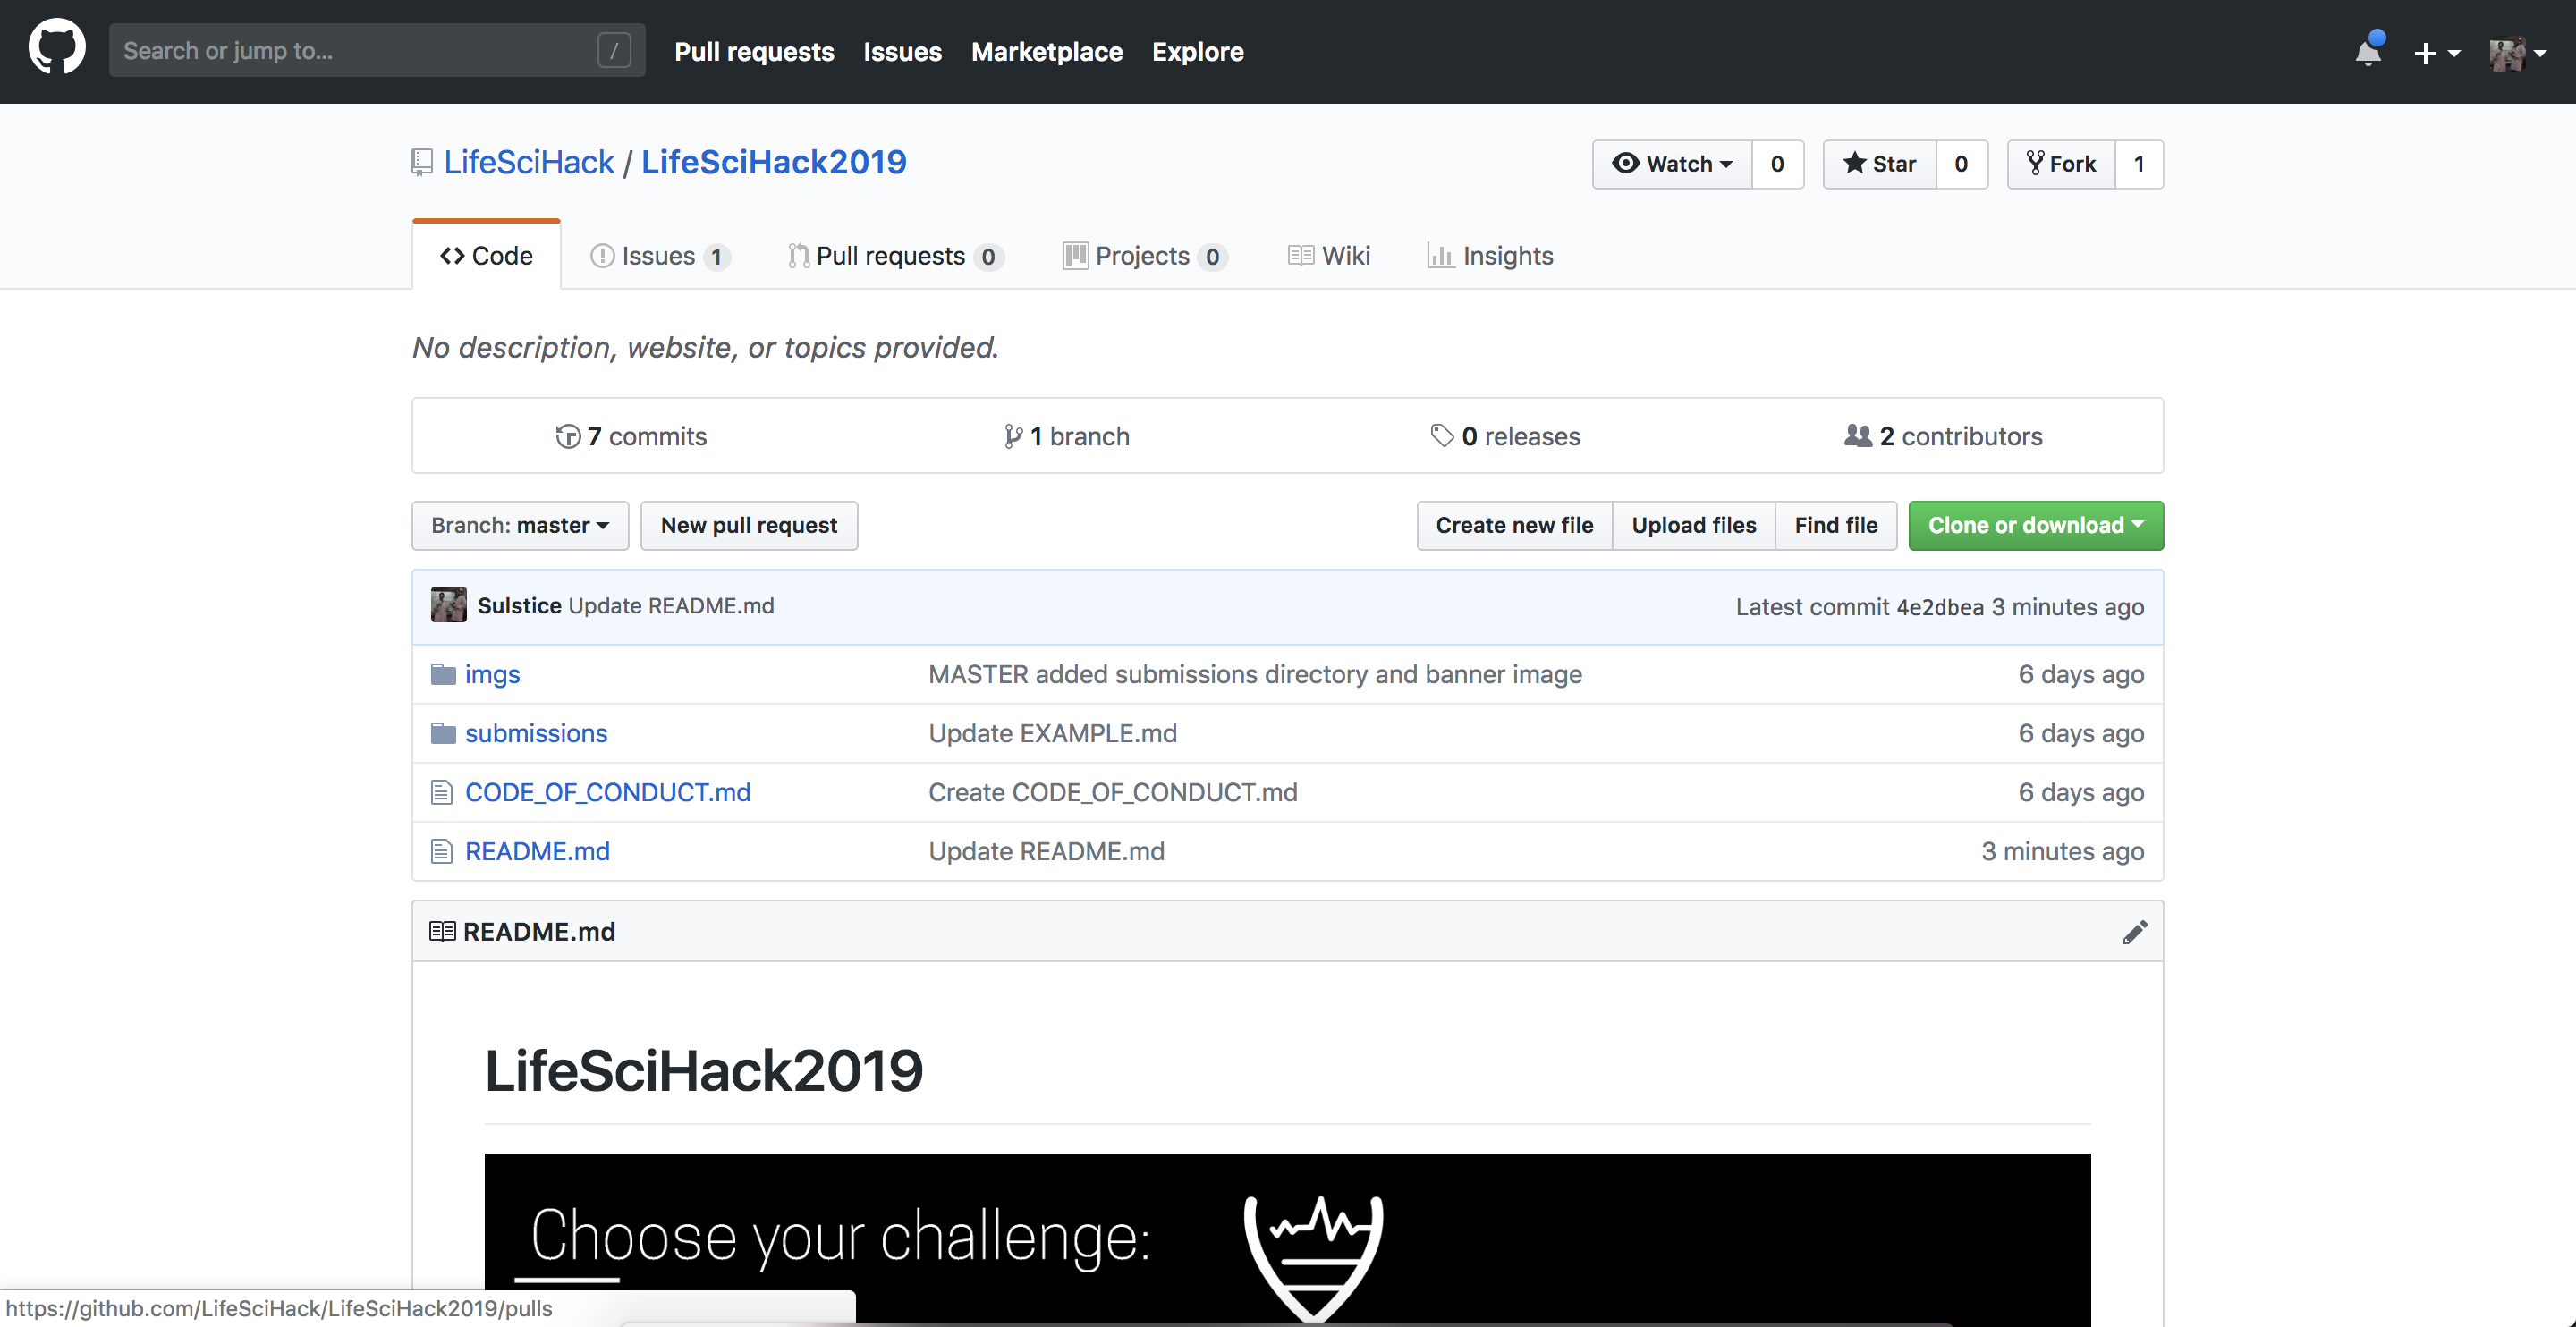 Search or jump to... / Pull requests Issues Marketplace Explore
LifeSciHack / LifeSciHack2019 Watch 0 Star 0 Fork 1
Code Issues 1 Pull requests 0 Projects 0 Wiki Insights
No description, website, or topics provided.
7 commits 1 branch 0 releases 2 contributors
Branch: master New pull request Create new file Upload files Find file Clone or download
Sulstice Update README.md Latest commit 4e2dbea 3 minutes ago
imgs MASTER added submissions directory and banner image 6 days ago
submissions Update EXAMPLE.md 6 days ago
CODE_OF_CONDUCT.md Create CODE_OF_CONDUCT.md 6 days ago
README.md Update README.md 3 minutes ago
README.md
LifeSciHack2019
Choose your challenge:
https://github.com/LifeSciHack/LifeSciHack2019/pulls